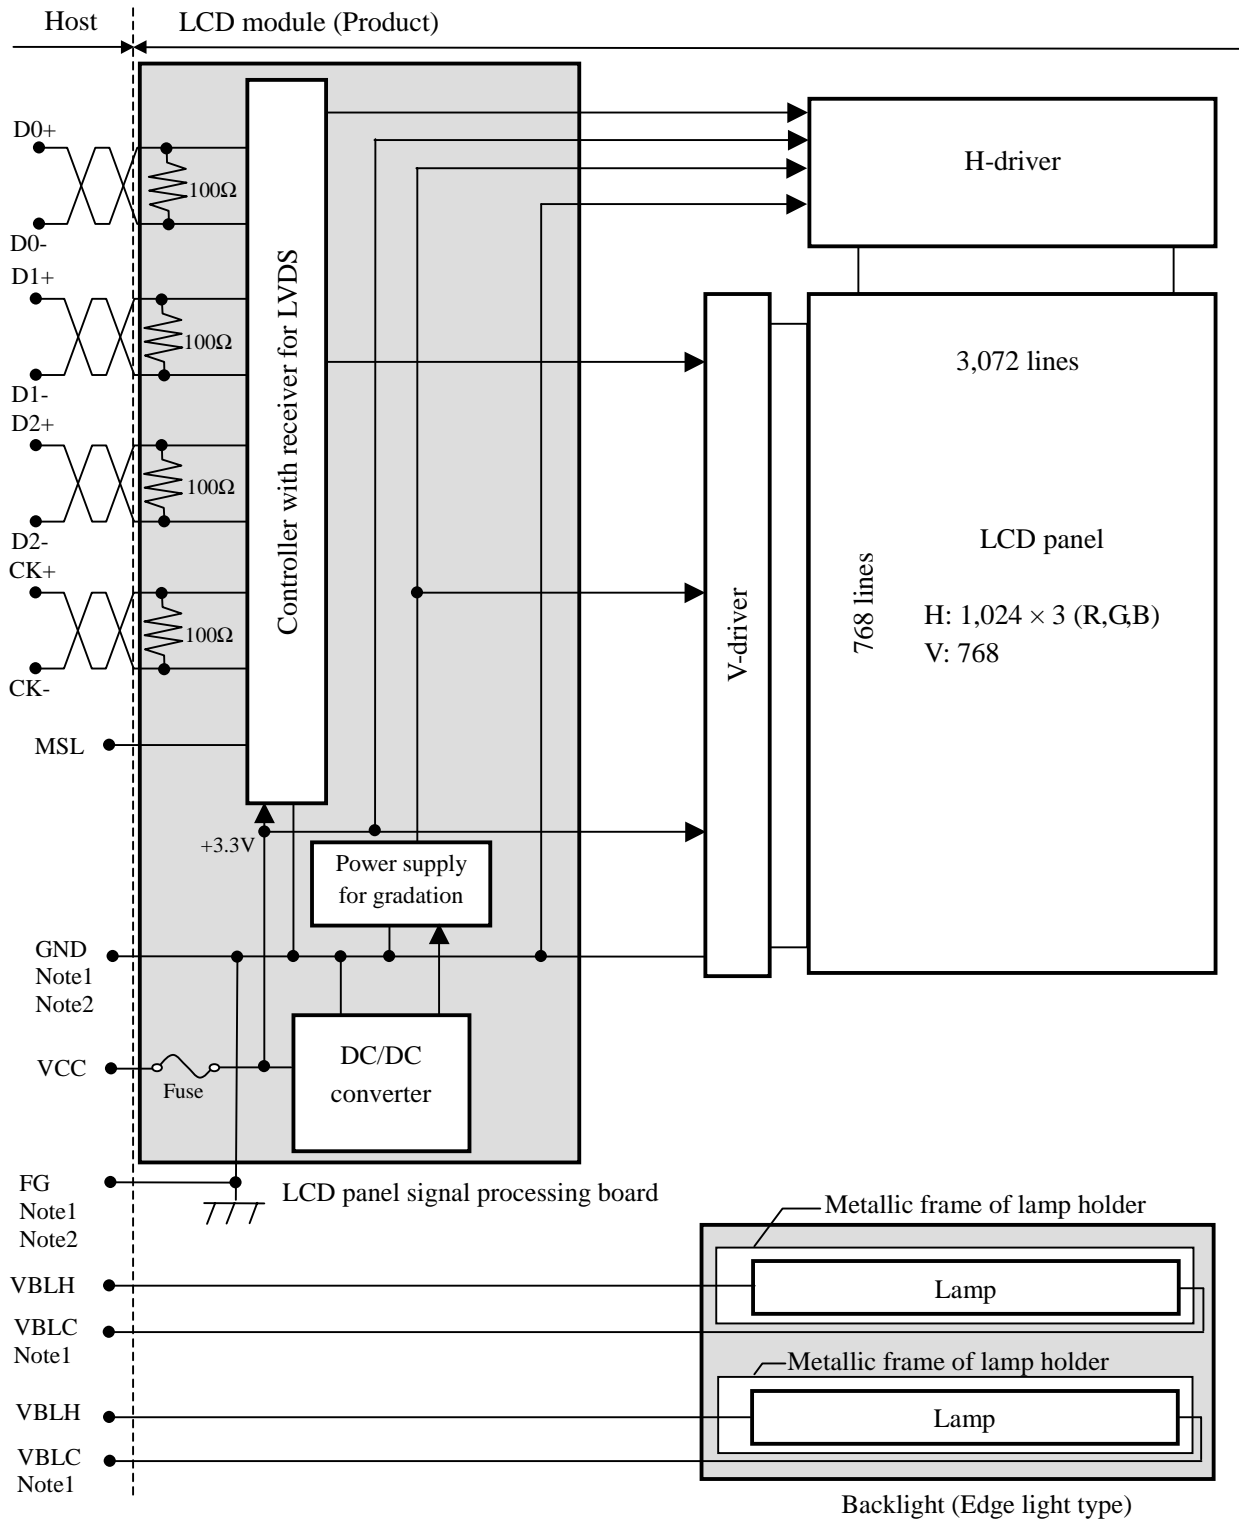 Host
LCD module (Product)
D0+
100Ω
D0-
D1+
100Ω
D1-
D2+
100Ω
D2-
CK+
100Ω
CK-
MSL
Controller with receiver for LVDS
H-driver
3,072 lines
768 lines
LCD panel
H: 1,024 × 3 (R,G,B)
V: 768
V-driver
+3.3V
Power supply
for gradation
GND
Note1
Note2
VCC
Fuse
DC/DC
converter
FG
Note1
Note2
LCD panel signal processing board
Metallic frame of lamp holder
VBLH
Lamp
VBLC
Note1
Metallic frame of lamp holder
VBLH
Lamp
VBLC
Note1
Backlight (Edge light type)